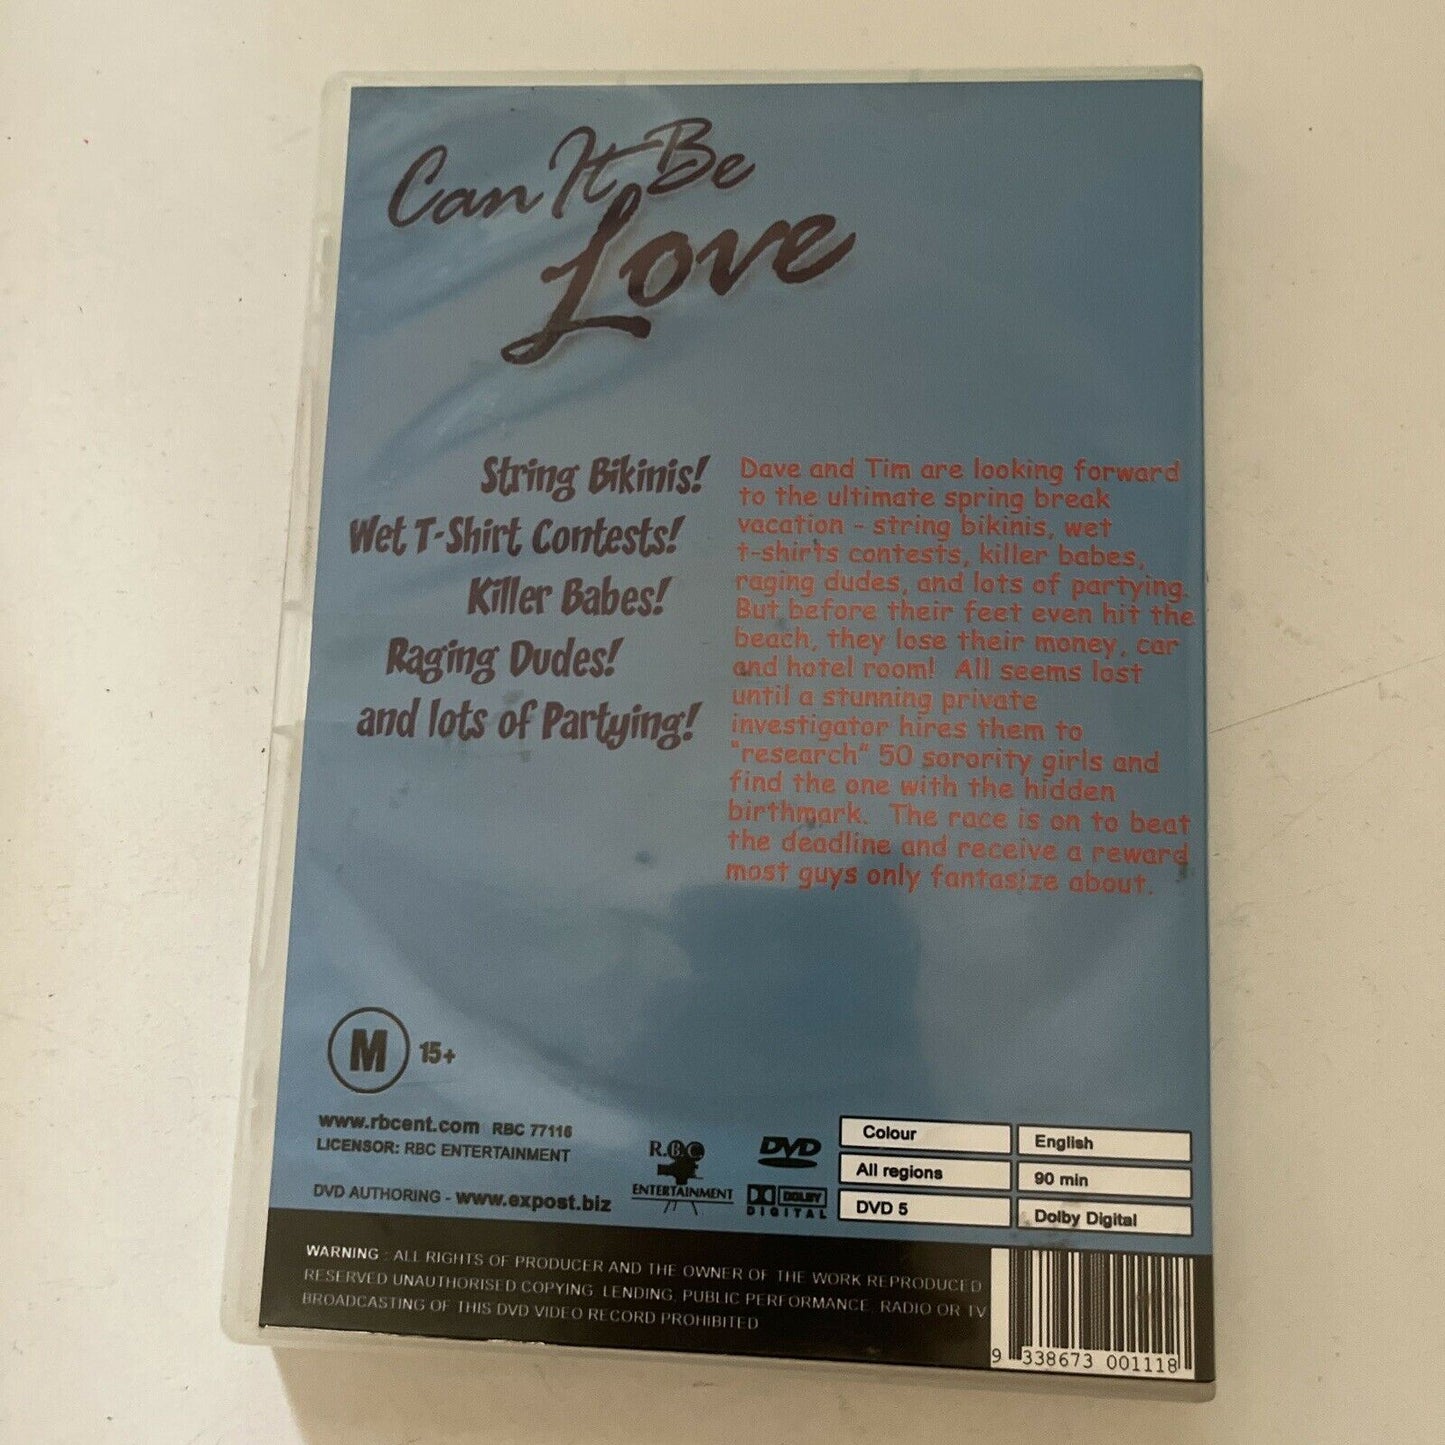 Can It Be
Love
String Bikinis!
Wet T-Shirt Contests!
Killer Babes!
Raging Dudes!
and lots of Partying!
Dave and Tim are looking forward
to the ultimate spring break
vacation - string bikinis, wet
t-shirts contests, killer babes,
raging dudes, and lots of partying.
But before their feet even hit the
beach, they lose their money, car
and hotel room! All seems lost
until a stunning private
investigator hires them to
"research" 50 sorority girls and
find the one with the hidden
birthmark. The race is on to beat
the deadline and receive a reward
most guys only fantasize about.
M 15+
www.rbcent.com RBC 77116
LICENSOR: RBC ENTERTAINMENT
DVD AUTHORING - www.expost.biz
R.BC
ENTERTAINMENT
DVD
DOLBY
DIGITAL
Colour
English
All regions
90 min
DVD 5
Dolby Digital
WARNING : ALL RIGHTS OF PRODUCER AND THE OWNER OF THE WORK REPRODUCED
RESERVED UNAUTHORISED COPYING, LENDING, PUBLIC PERFORMANCE, RADIO OR TV
BROADCASTING OF THIS DVD VIDEO RECORD PROHIBITED
9 338673 001118